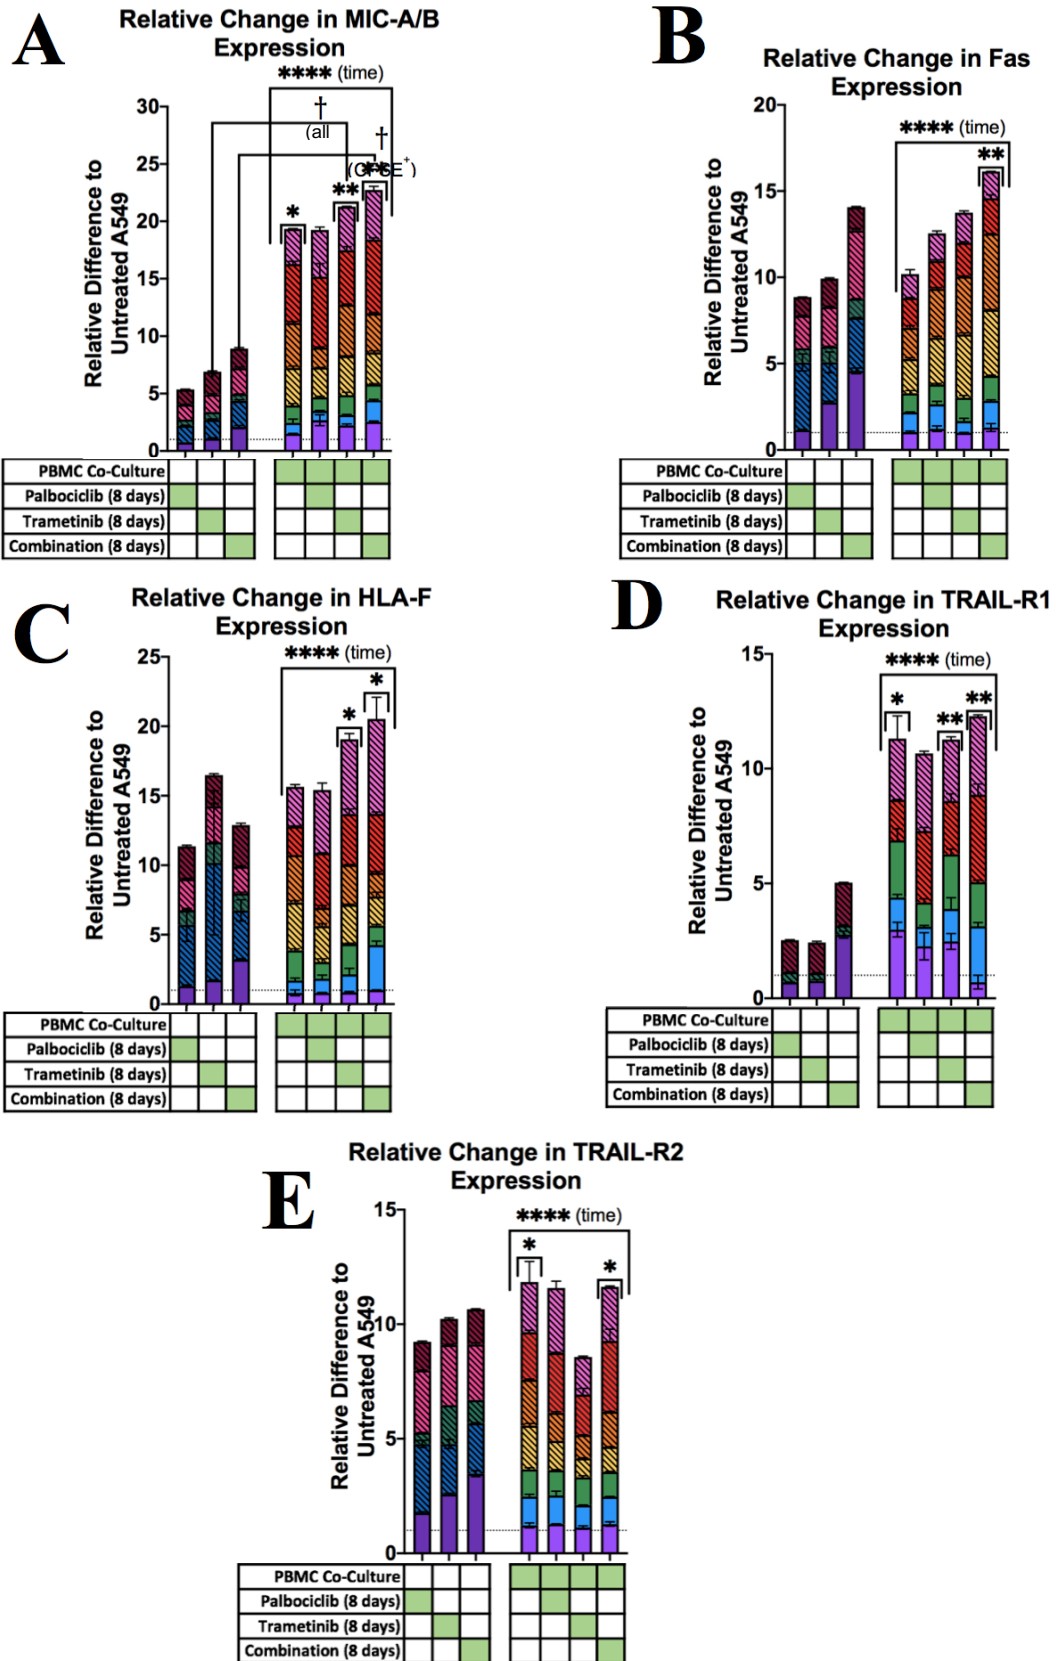 A
Relative Change in MIC-A/B
Expression
**** (time)
†
(all
†
**
* **
30
25
20
15
10
5
0
Relative Difference to
Untreated A549
PBMC Co-Culture
Palbociclib (8 days)
Trametinib (8 days)
Combination (8 days)
B
Relative Change in Fas
Expression
**** (time)
**
20
15
10
5
0
Relative Difference to
Untreated A549
PBMC Co-Culture
Palbociclib (8 days)
Trametinib (8 days)
Combination (8 days)
C
Relative Change in HLA-F
Expression
**** (time)
* *
25
20
15
10
5
0
Relative Difference to
Untreated A549
PBMC Co-Culture
Palbociclib (8 days)
Trametinib (8 days)
Combination (8 days)
D
Relative Change in TRAIL-R1
Expression
**** (time)
* ** **
15
10
5
0
Relative Difference to
Untreated A549
PBMC Co-Culture
Palbociclib (8 days)
Trametinib (8 days)
Combination (8 days)
E
Relative Change in TRAIL-R2
Expression
**** (time)
* *
15
10
5
0
Relative Difference to
Untreated A549
PBMC Co-Culture
Palbociclib (8 days)
Trametinib (8 days)
Combination (8 days)